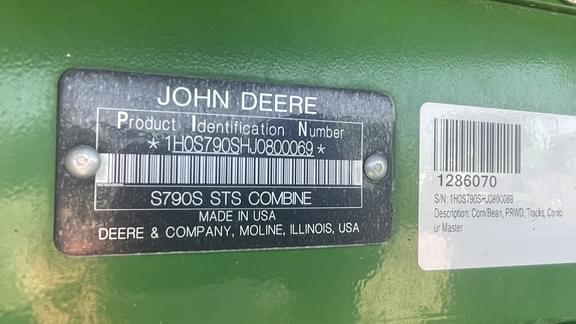 JOHN DEERE
Product Identification Number
*1H0S790SHJ0800069*
S790S STS COMBINE
MADE IN USA
DEERE & COMPANY, MOLINE, ILLINOIS, USA
1286070
S/N: 1H0S790SHJ0800069
Description: Corn/Bean, PRWD, Tracks, Conto
ur Master